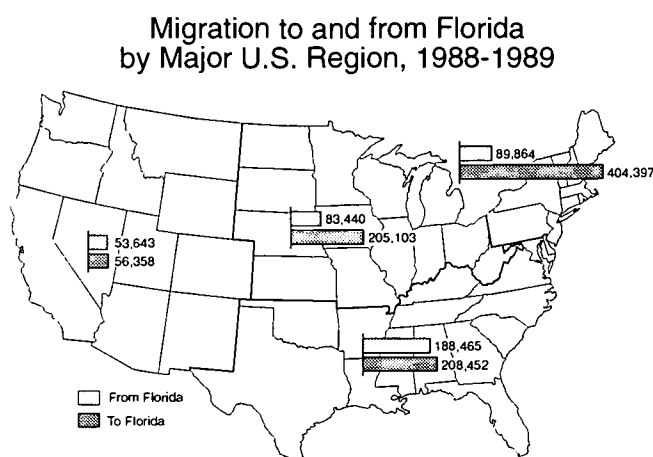 Migration to and from Florida
by Major U.S. Region, 1988-1989
89,864
404,397
83,440
205,103
53,643
56,358
188,465
208,452
From Florida
To Florida